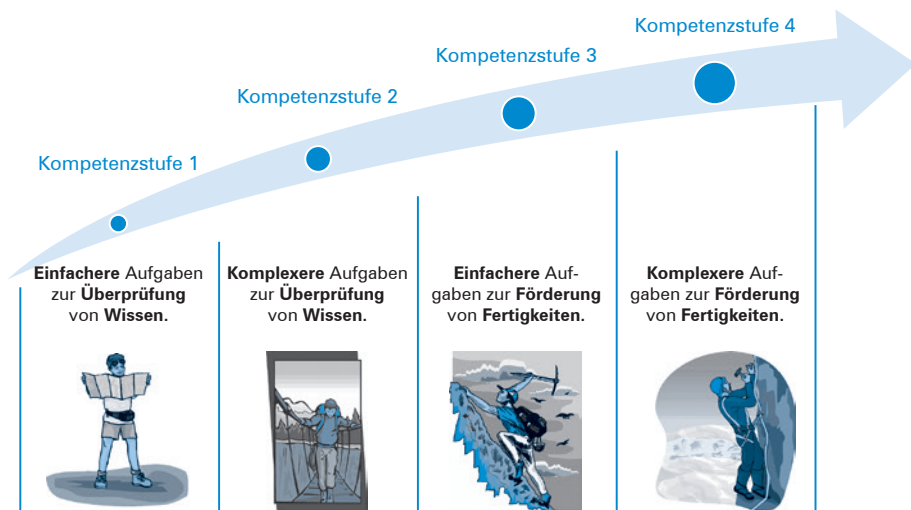 Kompetenzstufe 4
Kompetenzstufe 3
Kompetenzstufe 2
Kompetenzstufe 1
Einfachere Aufgaben
zur Überprüfung
von Wissen.
Komplexere Aufgaben
zur Überprüfung
von Wissen.
Einfachere Auf-
gaben zur Förderung
von Fertigkeiten.
Komplexere Auf-
gaben zur Förderung
von Fertigkeiten.